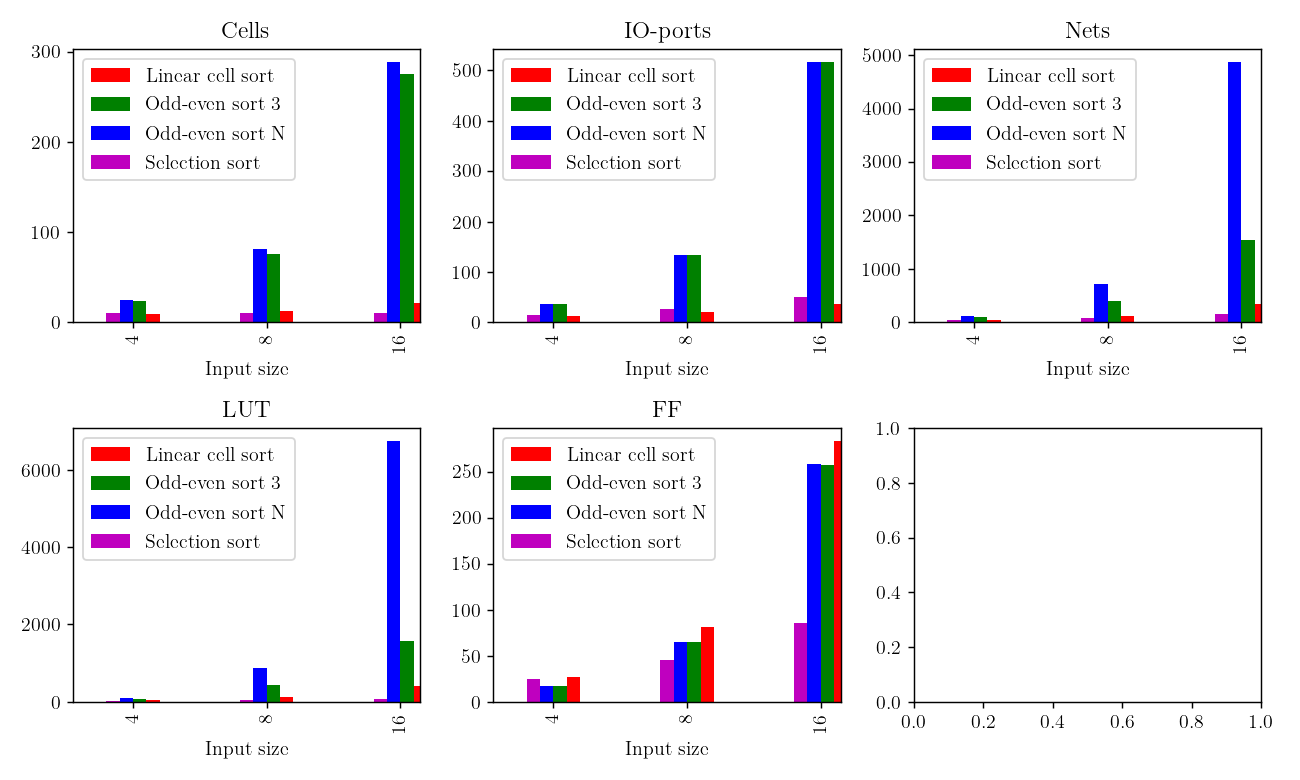 Cells
300
200
100
0
4
8
16
Input size
Linear cell sort
Odd-even sort 3
Odd-even sort N
Selection sort
IO-ports
500
400
300
200
100
0
4
8
16
Input size
Linear cell sort
Odd-even sort 3
Odd-even sort N
Selection sort
Nets
5000
4000
3000
2000
1000
0
4
8
16
Input size
Linear cell sort
Odd-even sort 3
Odd-even sort N
Selection sort
LUT
6000
4000
2000
0
4
8
16
Input size
Linear cell sort
Odd-even sort 3
Odd-even sort N
Selection sort
FF
250
200
150
100
50
0
4
8
16
Input size
Linear cell sort
Odd-even sort 3
Odd-even sort N
Selection sort
1.0
0.8
0.6
0.4
0.2
0.0
0.0 0.2 0.4 0.6 0.8 1.0